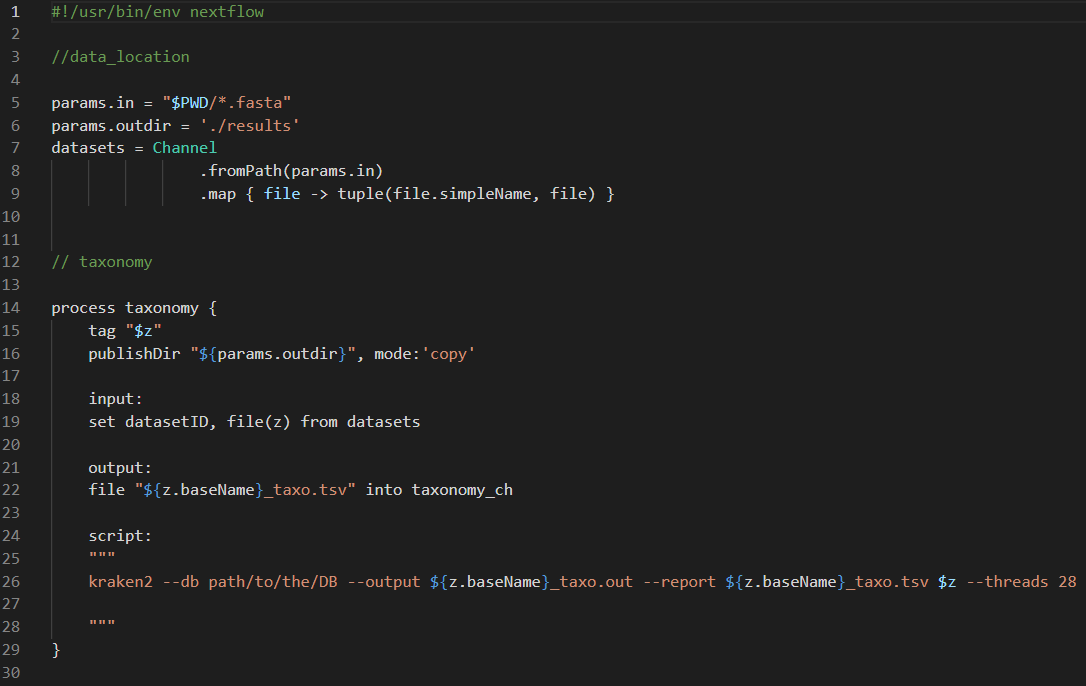 1 #!/usr/bin/env nextflow
2
3 //data_location
4
5 params.in = "$PWD/*.fasta"
6 params.outdir = './results'
7 datasets = Channel
8 .fromPath(params.in)
9 .map { file -> tuple(file.simpleName, file) }
10
11
12 // taxonomy
13
14 process taxonomy {
15 tag "$z"
16 publishDir "${params.outdir}", mode:'copy'
17
18 input:
19 set datasetID, file(z) from datasets
20
21 output:
22 file "${z.baseName}_taxo.tsv" into taxonomy_ch
23
24 script:
25 """
26 kraken2 --db path/to/the/DB --output ${z.baseName}_taxo.out --report ${z.baseName}_taxo.tsv $z --threads 28
27
28 """
29 }
30